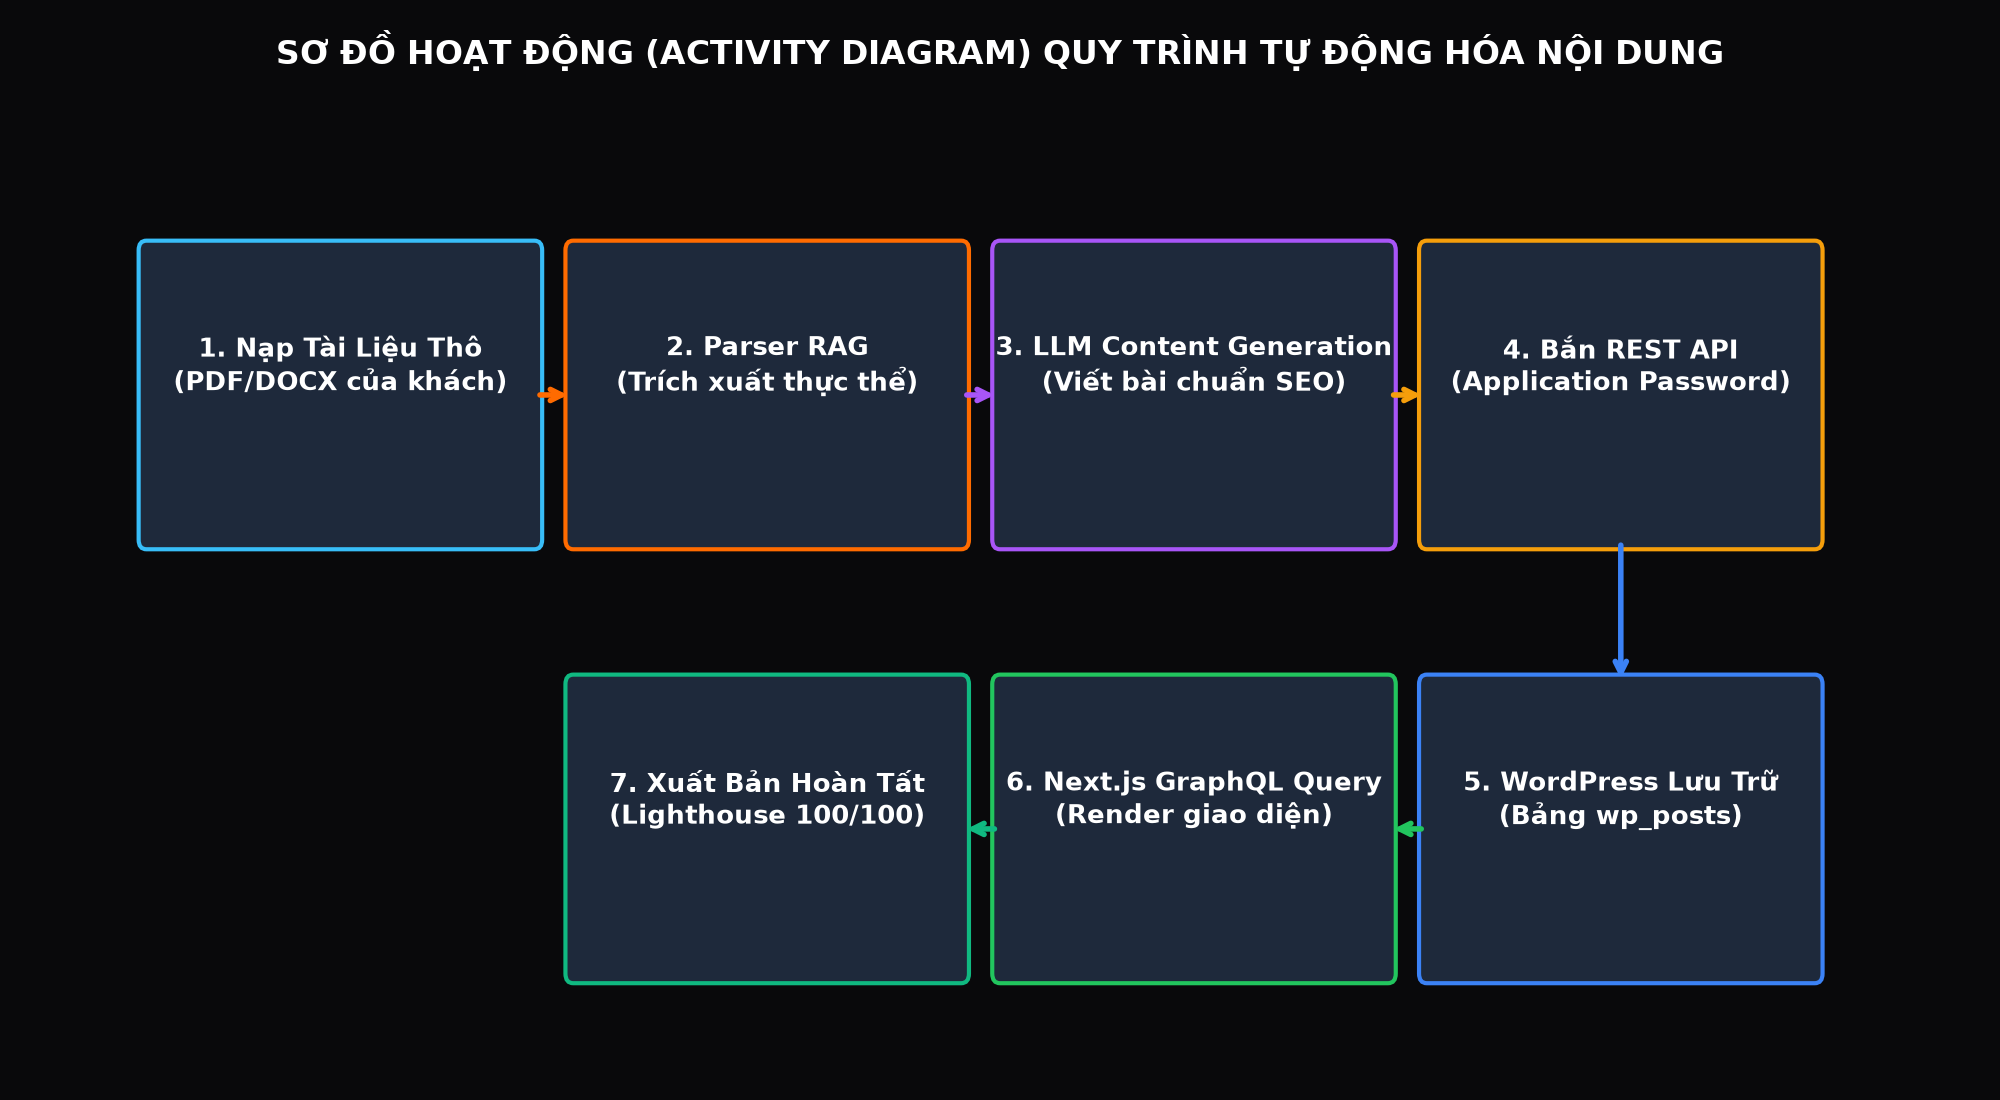 SƠ ĐỒ HOẠT ĐỘNG (ACTIVITY DIAGRAM) QUY TRÌNH TỰ ĐỘNG HÓA NỘI DUNG
1. Nạp Tài Liệu Thô
(PDF/DOCX của khách)
2. Parser RAG
(Trích xuất thực thể)
3. LLM Content Generation
(Viết bài chuẩn SEO)
4. Bắn REST API
(Application Password)
5. WordPress Lưu Trữ
(Bảng wp_posts)
6. Next.js GraphQL Query
(Render giao diện)
7. Xuất Bản Hoàn Tất
(Lighthouse 100/100)